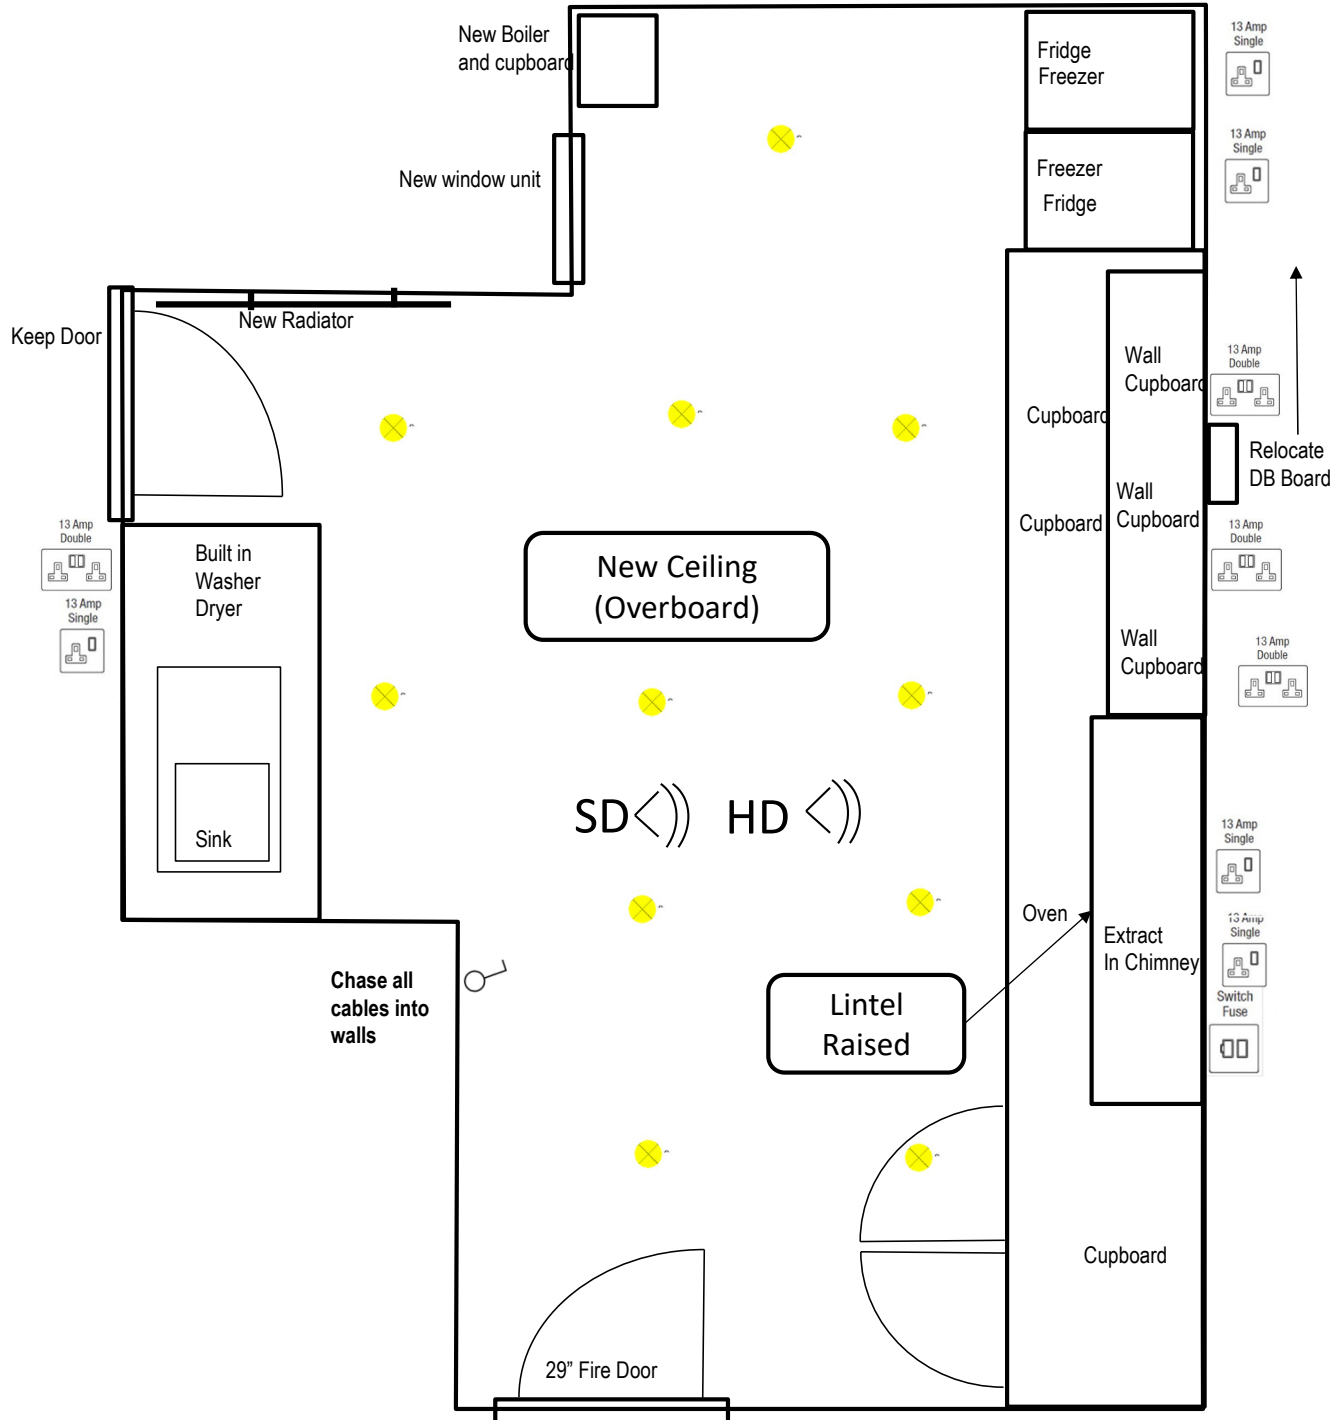 New Boiler
and cupboard
Fridge
Freezer
13 Amp
Single
13 Amp
Single
New window unit
Freezer
Fridge
Keep Door
New Radiator
Wall
Cupboard
13 Amp
Double
Cupboard
Relocate
DB Board
Wall
Cupboard
Cupboard
13 Amp
Double
13 Amp
Double
Built in
Washer
Dryer
New Ceiling
(Overboard)
13 Amp
Single
Wall
Cupboard
13 Amp
Double
SD
HD
Sink
13 Amp
Single
Oven
Extract
In Chimney
13 Amp
Single
Chase all
cables into
walls
Lintel
Raised
Switch
Fuse
Cupboard
29” Fire Door